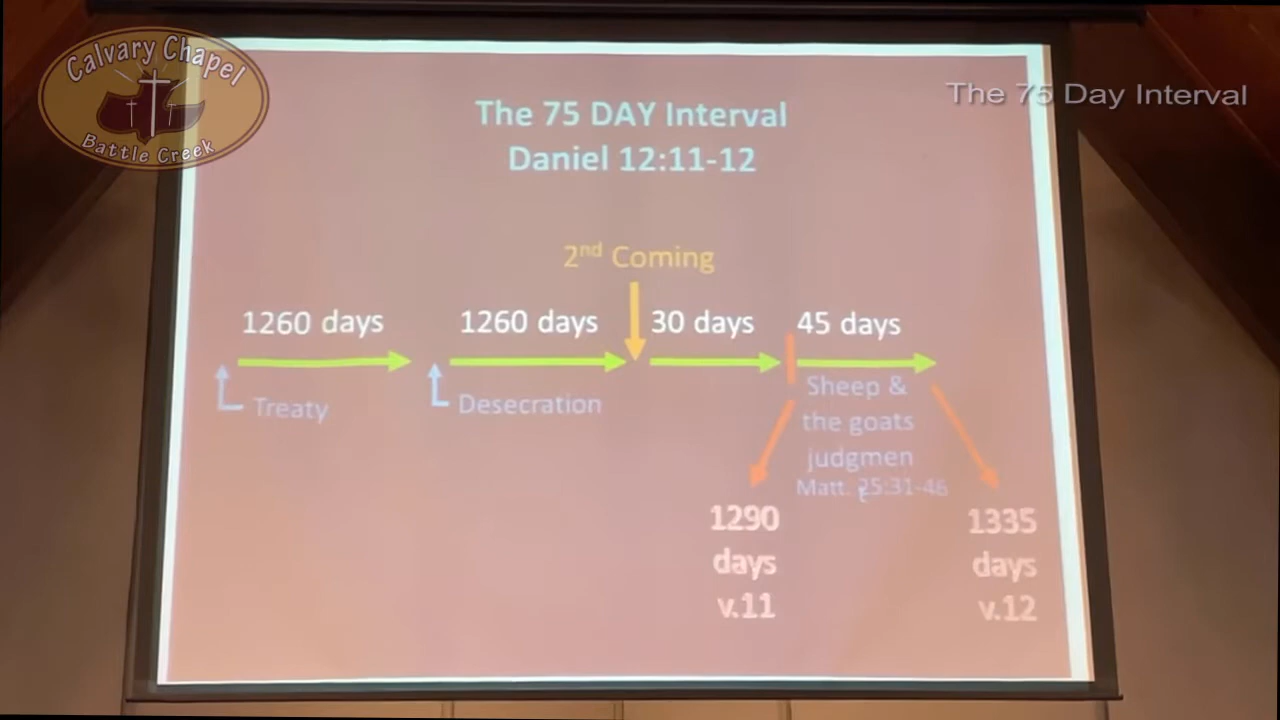 Calvary Chapel
Battle Creek
The 75 Day Interval
The 75 DAY Interval
Daniel 12:11-12
2nd Coming
1260 days
1260 days
30 days
45 days
Treaty
Desecration
Sheep &
the goats
judgmen
t
Matt. 25:31-46
1290
days
v.11
1335
days
v.12